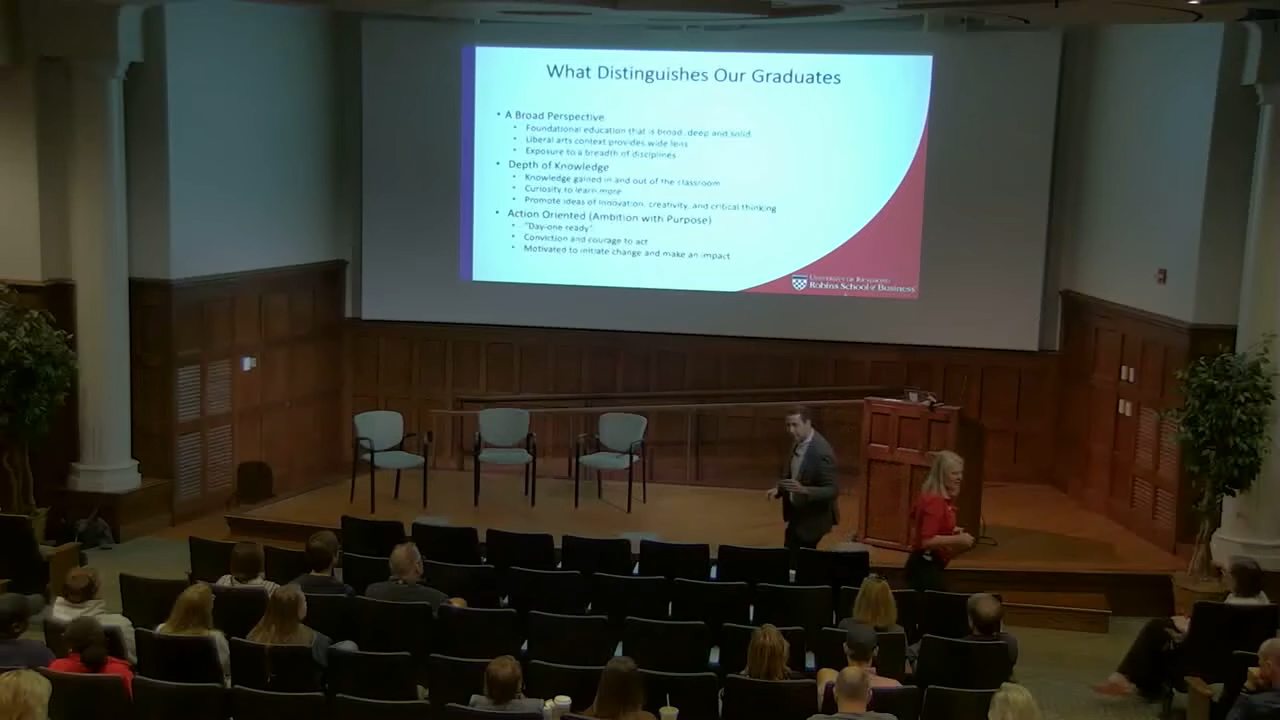 What Distinguishes Our Graduates
• A Broad Perspective
• Foundational education that is broad, deep and solid
• Liberal arts context provides wide lens
• Exposure to a breadth of disciplines
• Depth of Knowledge
• Knowledge gained in and out of the classroom
• Curiosity to learn more
• Promote ideas of innovation, creativity, and critical thinking
• Action Oriented (Ambition with Purpose)
• "Day-one ready"
• Conviction and courage to act
• Motivated to initiate change and make an impact
University of Richmond
Robins School of Business